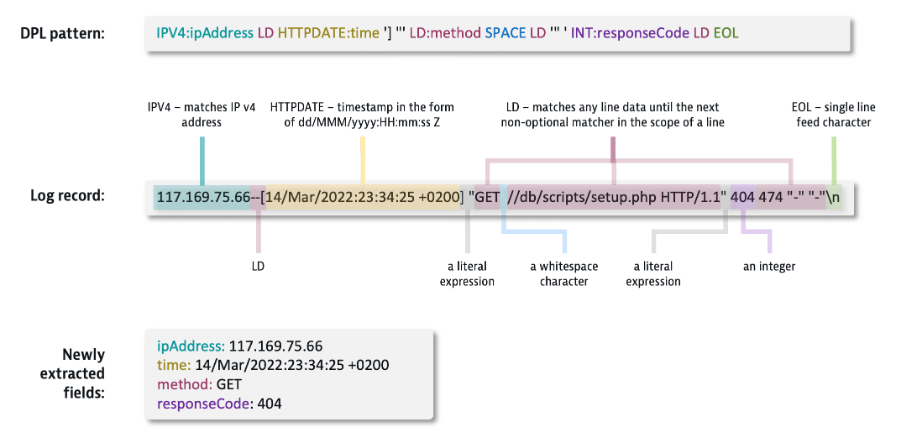 DPL pattern:
IPV4:ipAddress LD HTTPDATE:time '] "' LD:method SPACE LD '" ' INT:responseCode LD EOL
IPV4 – matches IP v4
address
HTTPDATE – timestamp in the form
of dd/MMM/yyyy:HH:mm:ss Z
LD – matches any line data until the next
non-optional matcher in the scope of a line
EOL – single line
feed character
Log record:
117.169.75.66--[14/Mar/2022:23:34:25 +0200] "GET //db/scripts/setup.php HTTP/1.1" 404 474 "-" "-"\n
LD
a literal
expression
a whitespace
character
a literal
expression
an integer
Newly
extracted
fields:
ipAddress: 117.169.75.66
time: 14/Mar/2022:23:34:25 +0200
method: GET
responseCode: 404